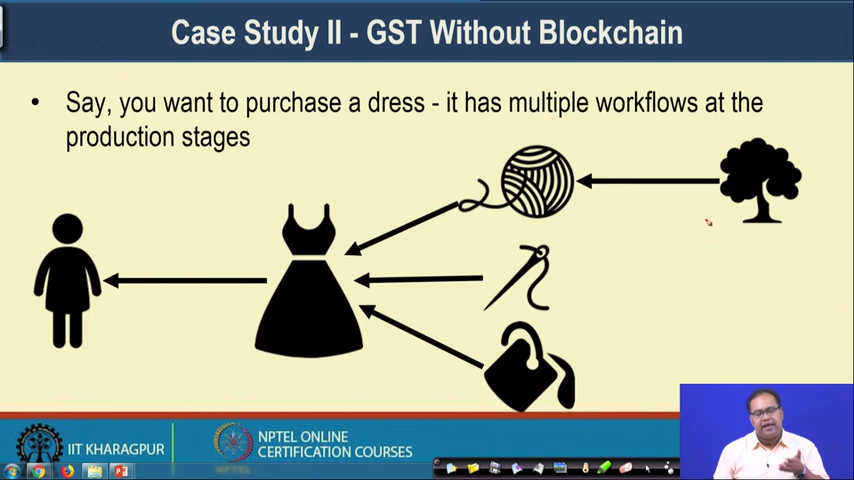 Case Study II - GST Without Blockchain
• Say, you want to purchase a dress - it has multiple workflows at the
production stages
IIT KHARAGPUR
NPTEL ONLINE
CERTIFICATION COURSES
NPTEL